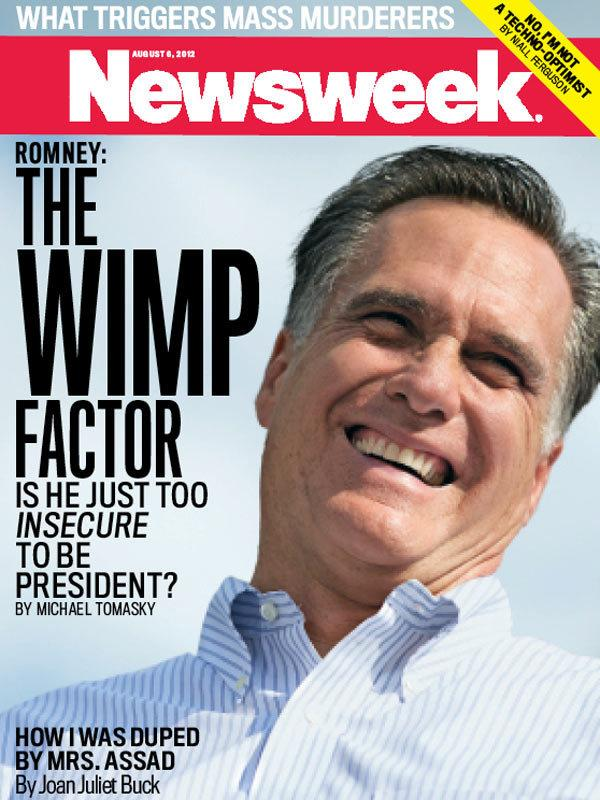 WHAT TRIGGERS MASS MURDERERS
NO, I'M NOT
A TECHNO-OPTIMIST
BY NIALL FERGUSON
AUGUST 6, 2012
Newsweek.
ROMNEY:
THE
WIMP
FACTOR
IS HE JUST TOO
INSECURE
TO BE
PRESIDENT?
BY MICHAEL TOMASKY
HOW I WAS DUPED
BY MRS. ASSAD
By Joan Juliet Buck